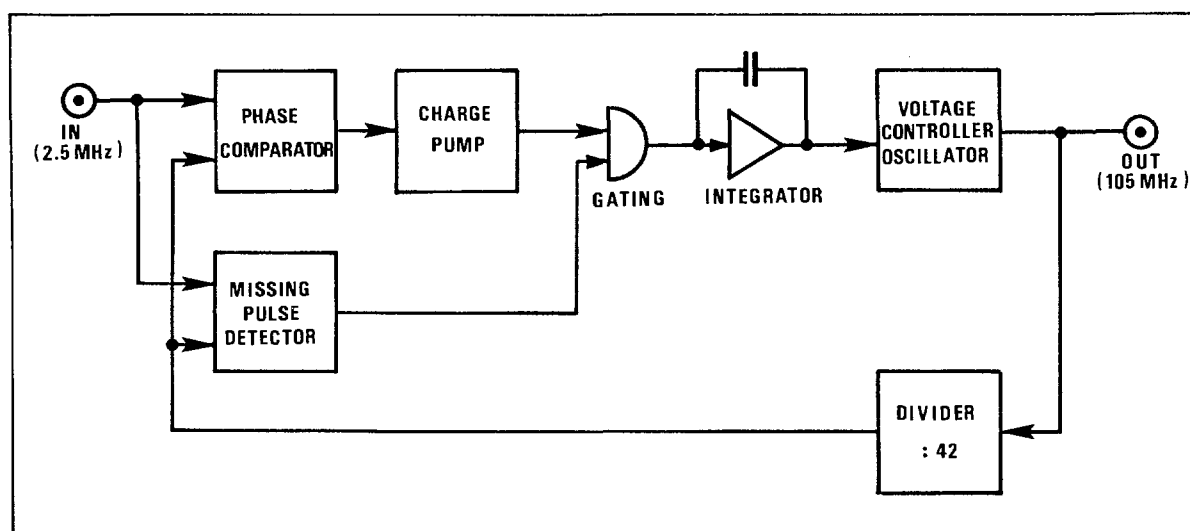 IN
(2.5 MHz)
PHASE
COMPARATOR
CHARGE
PUMP
GATING
INTEGRATOR
VOLTAGE
CONTROLLER
OSCILLATOR
OUT
(105 MHz)
MISSING
PULSE
DETECTOR
DIVIDER
: 42